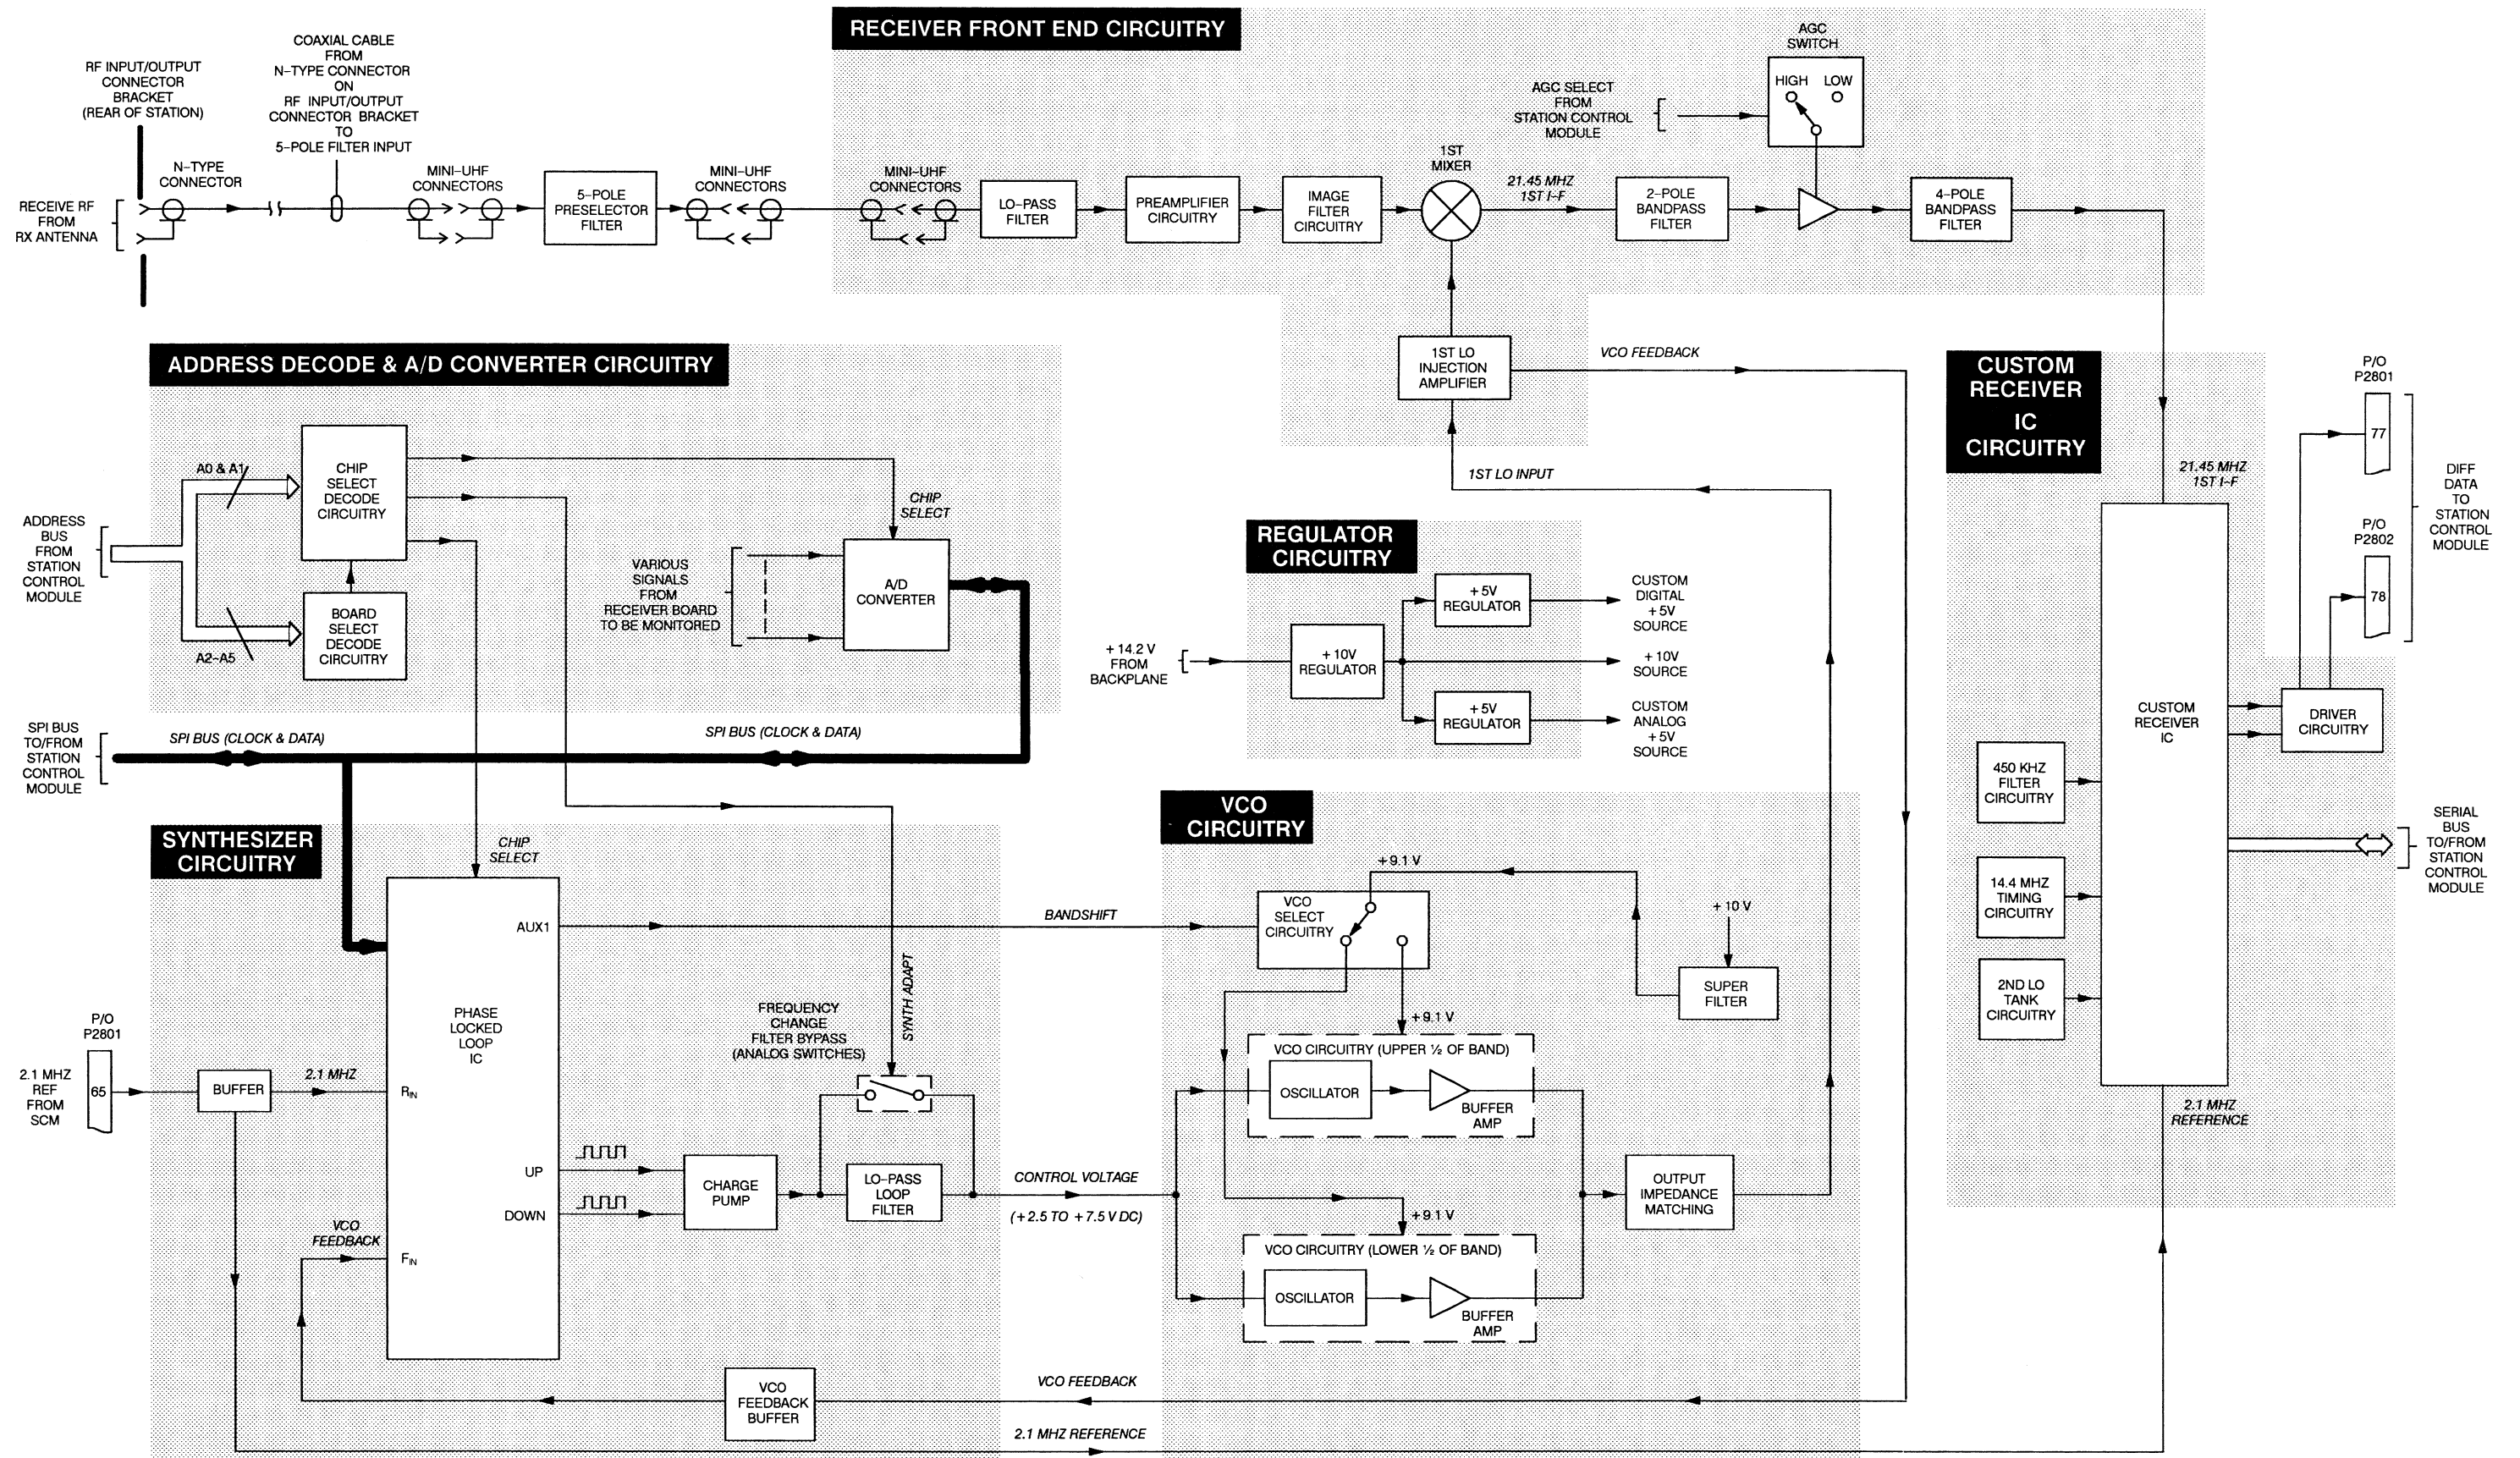 RECEIVER FRONT END CIRCUITRY
RF INPUT/OUTPUT
CONNECTOR
BRACKET
(REAR OF STATION)
COAXIAL CABLE
FROM
N-TYPE CONNECTOR
ON
RF INPUT/OUTPUT
CONNECTOR BRACKET
TO
5-POLE FILTER INPUT
N-TYPE
CONNECTOR
RECEIVE RF
FROM
RX ANTENNA
MINI-UHF
CONNECTORS
5-POLE
PRESELECTOR
FILTER
MINI-UHF
CONNECTORS
MINI-UHF
CONNECTORS
LO-PASS
FILTER
PREAMPLIFIER
CIRCUITRY
IMAGE
FILTER
CIRCUITRY
1ST
MIXER
21.45 MHZ
1ST I-F
2-POLE
BANDPASS
FILTER
AGC SELECT
FROM
STATION CONTROL
MODULE
AGC
SWITCH
HIGH LOW
4-POLE
BANDPASS
FILTER
1ST LO
INJECTION
AMPLIFIER
VCO FEEDBACK
1ST LO INPUT
ADDRESS DECODE & A/D CONVERTER CIRCUITRY
ADDRESS
BUS
FROM
STATION
CONTROL
MODULE
A0 & A1
A2-A5
CHIP
SELECT
DECODE
CIRCUITRY
BOARD
SELECT
DECODE
CIRCUITRY
VARIOUS
SIGNALS
FROM
RECEIVER BOARD
TO BE MONITORED
CHIP
SELECT
A/D
CONVERTER
SPI BUS
TO/FROM
STATION
CONTROL
MODULE
SPI BUS (CLOCK & DATA)
SPI BUS (CLOCK & DATA)
REGULATOR
CIRCUITRY
+ 14.2 V
FROM
BACKPLANE
+ 10V
REGULATOR
+ 5V
REGULATOR
+ 5V
REGULATOR
CUSTOM
DIGITAL
+ 5V
SOURCE
+ 10V
SOURCE
CUSTOM
ANALOG
+ 5V
SOURCE
CUSTOM
RECEIVER
IC
CIRCUITRY
21.45 MHZ
1ST I-F
P/O
P2801
77
P/O
P2802
78
DIFF
DATA
TO
STATION
CONTROL
MODULE
CUSTOM
RECEIVER
IC
DRIVER
CIRCUITRY
450 KHZ
FILTER
CIRCUITRY
14.4 MHZ
TIMING
CIRCUITRY
2ND LO
TANK
CIRCUITRY
SERIAL
BUS
TO/FROM
STATION
CONTROL
MODULE
2.1 MHZ
REFERENCE
SYNTHESIZER
CIRCUITRY
CHIP
SELECT
AUX1
PHASE
LOCKED
LOOP
IC
P/O
P2801
65
2.1 MHZ
REF
FROM
SCM
BUFFER
2.1 MHZ
RIN
UP
DOWN
VCO
FEEDBACK
FIN
FREQUENCY
CHANGE
FILTER BYPASS
(ANALOG SWITCHES)
SYNTH ADAPT
CHARGE
PUMP
LO-PASS
LOOP
FILTER
BANDSHIFT
CONTROL VOLTAGE
(+ 2.5 TO + 7.5 V DC)
VCO
FEEDBACK
BUFFER
VCO FEEDBACK
2.1 MHZ REFERENCE
VCO
CIRCUITRY
VCO
SELECT
CIRCUITRY
+ 9.1 V
+ 10 V
SUPER
FILTER
+ 9.1 V
VCO CIRCUITRY (UPPER ½ OF BAND)
OSCILLATOR
BUFFER
AMP
+ 9.1 V
VCO CIRCUITRY (LOWER ½ OF BAND)
OSCILLATOR
BUFFER
AMP
OUTPUT
IMPEDANCE
MATCHING